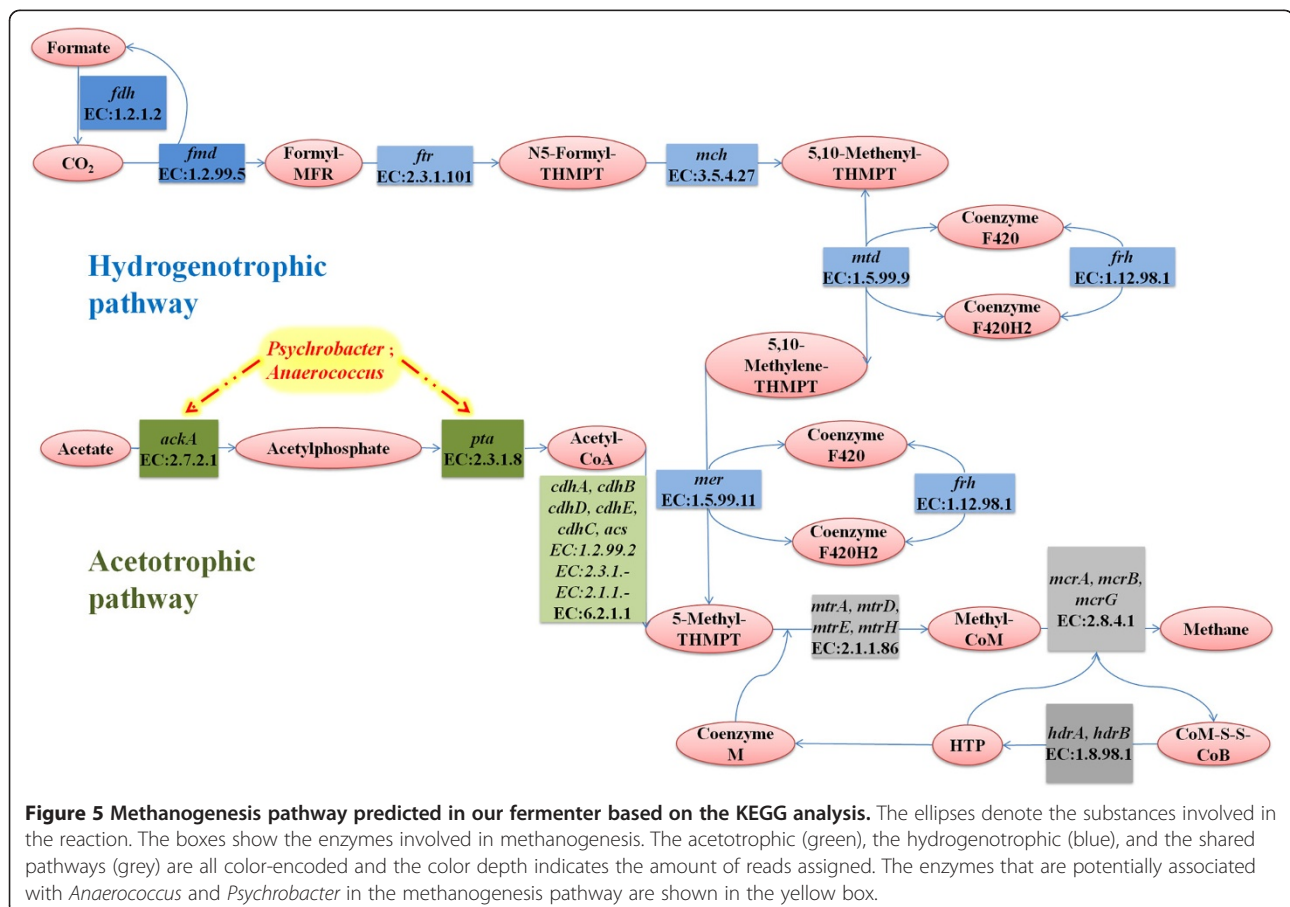 Formate
fdh
EC:1.2.1.2
CO₂
fmd
EC:1.2.99.5
Formyl-
MFR
ftr
EC:2.3.1.101
N5-Formyl-
THMPT
mch
EC:3.5.4.27
5,10-Methenyl-
THMPT
Hydrogenotrophic
pathway
mtd
EC:1.5.99.9
Coenzyme
F420
frh
EC:1.12.98.1
Coenzyme
F420H2
5,10-
Methylene-
THMPT
Psychrobacter ;
Anaerococcus
Acetate
ackA
EC:2.7.2.1
Acetylphosphate
pta
EC:2.3.1.8
Acetyl-
CoA
cdhA, cdhB
cdhD, cdhE,
cdhC, acs
EC:1.2.99.2
EC:2.3.1.-
EC:2.1.1.-
EC:6.2.1.1
mer
EC:1.5.99.11
Coenzyme
F420
frh
EC:1.12.98.1
Coenzyme
F420H2
Acetotrophic
pathway
5-Methyl-
THMPT
mtrA, mtrD,
mtrE, mtrH
EC:2.1.1.86
Methyl-
CoM
mcrA, mcrB,
mcrG
EC:2.8.4.1
Methane
Coenzyme
M
HTP
hdrA, hdrB
EC:1.8.98.1
CoM-S-S-
CoB
Figure 5 Methanogenesis pathway predicted in our fermenter based on the KEGG analysis. The ellipses denote the substances involved in
the reaction. The boxes show the enzymes involved in methanogenesis. The acetotrophic (green), the hydrogenotrophic (blue), and the shared
pathways (grey) are all color-encoded and the color depth indicates the amount of reads assigned. The enzymes that are potentially associated
with Anaerococcus and Psychrobacter in the methanogenesis pathway are shown in the yellow box.